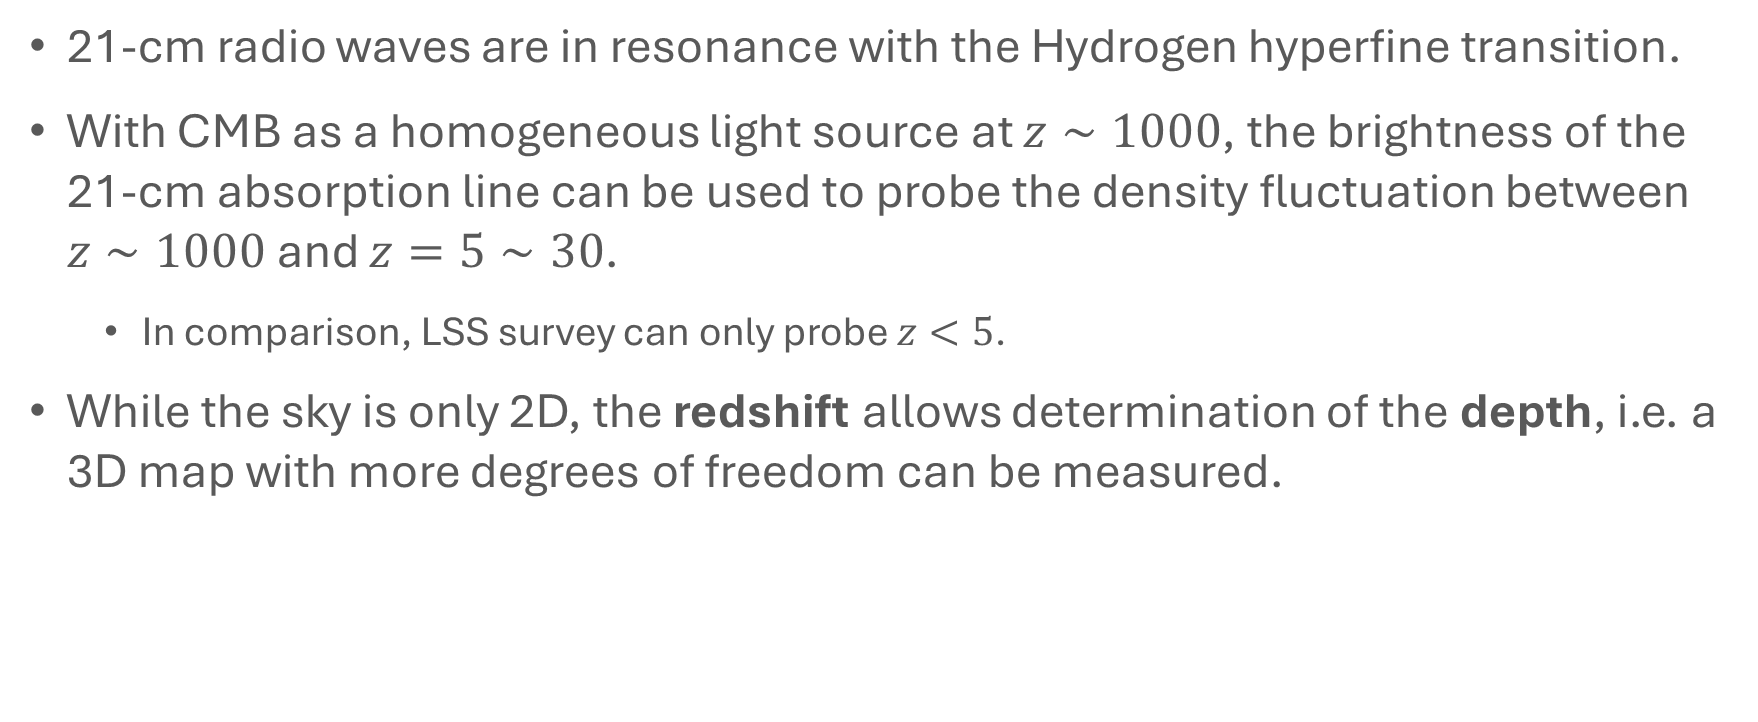 • 21-cm radio waves are in resonance with the Hydrogen hyperfine transition.
• With CMB as a homogeneous light source at z ~ 1000, the brightness of the
21-cm absorption line can be used to probe the density fluctuation between
z ~ 1000 and z = 5 ~ 30.
• In comparison, LSS survey can only probe z < 5.
• While the sky is only 2D, the redshift allows determination of the depth, i.e. a
3D map with more degrees of freedom can be measured.